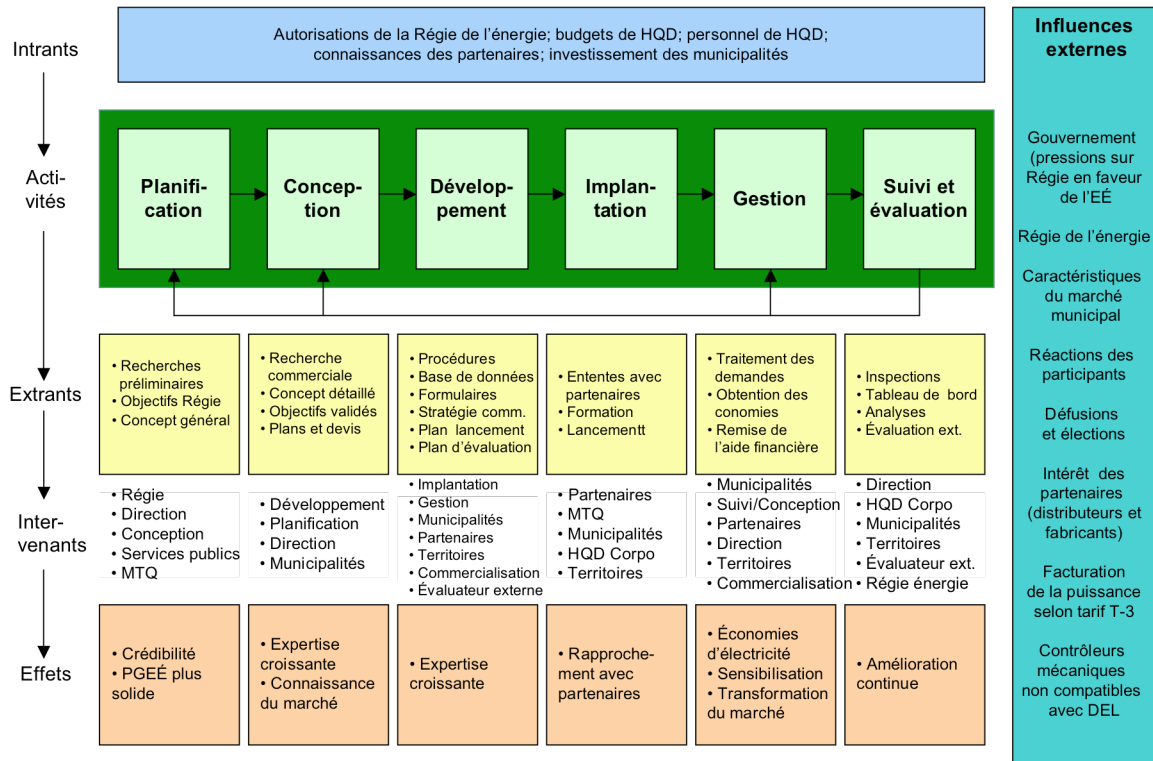 Intrants
Autorisations de la Régie de l'énergie; budgets de HQD; personnel de HQD;
connaissances des partenaires; investissement des municipalités
Acti-
vités
Planifi-
cation
Concep-
tion
Dévelop-
pement
Implan-
tation
Gestion
Suivi et
évaluation
Extrants
• Recherches
préliminaires
• Objectifs Régie
• Concept général
• Recherche
commerciale
• Concept détaillé
• Objectifs validés
• Plans et devis
• Procédures
• Base de données
• Formulaires
• Stratégie comm.
• Plan lancement
• Plan d'évaluation
• Ententes avec
partenaires
• Formation
• Lancementt
• Traitement des
demandes
• Obtention des
conomies
• Remise de
l'aide financière
• Inspections
• Tableau de bord
• Analyses
• Évaluation ext.
Inter-
venants
• Régie
• Direction
• Conception
• Services publics
• MTQ
• Développement
• Planification
• Direction
• Municipalités
• Implantation
• Gestion
• Municipalités
• Partenaires
• Territoires
• Commercialisation
• Évaluateur externe
• Partenaires
• MTQ
• Municipalités
• HQD Corpo
• Territoires
• Municipalités
• Suivi/Conception
• Partenaires
• Direction
• Territoires
• Commercialisation
• Direction
• HQD Corpo
• Municipalités
• Territoires
• Évaluateur ext.
• Régie énergie
Effets
• Crédibilité
• PGEÉ plus
solide
• Expertise
croissante
• Connaissance
du marché
• Expertise
croissante
• Rapproche-
ment avec
partenaires
• Économies
d'électricité
• Sensibilisation
• Transformation
du marché
• Amélioration
continue
Influences
externes
Gouvernement
(pressions sur
Régie en faveur
de l'EÉ
Régie de l'énergie
Caractéristiques
du marché
municipal
Réactions des
participants
Défusions
et élections
Intérêt des
partenaires
(distributeurs et
fabricants)
Facturation
de la puissance
selon tarif T-3
Contrôleurs
mécaniques
non compatibles
avec DEL